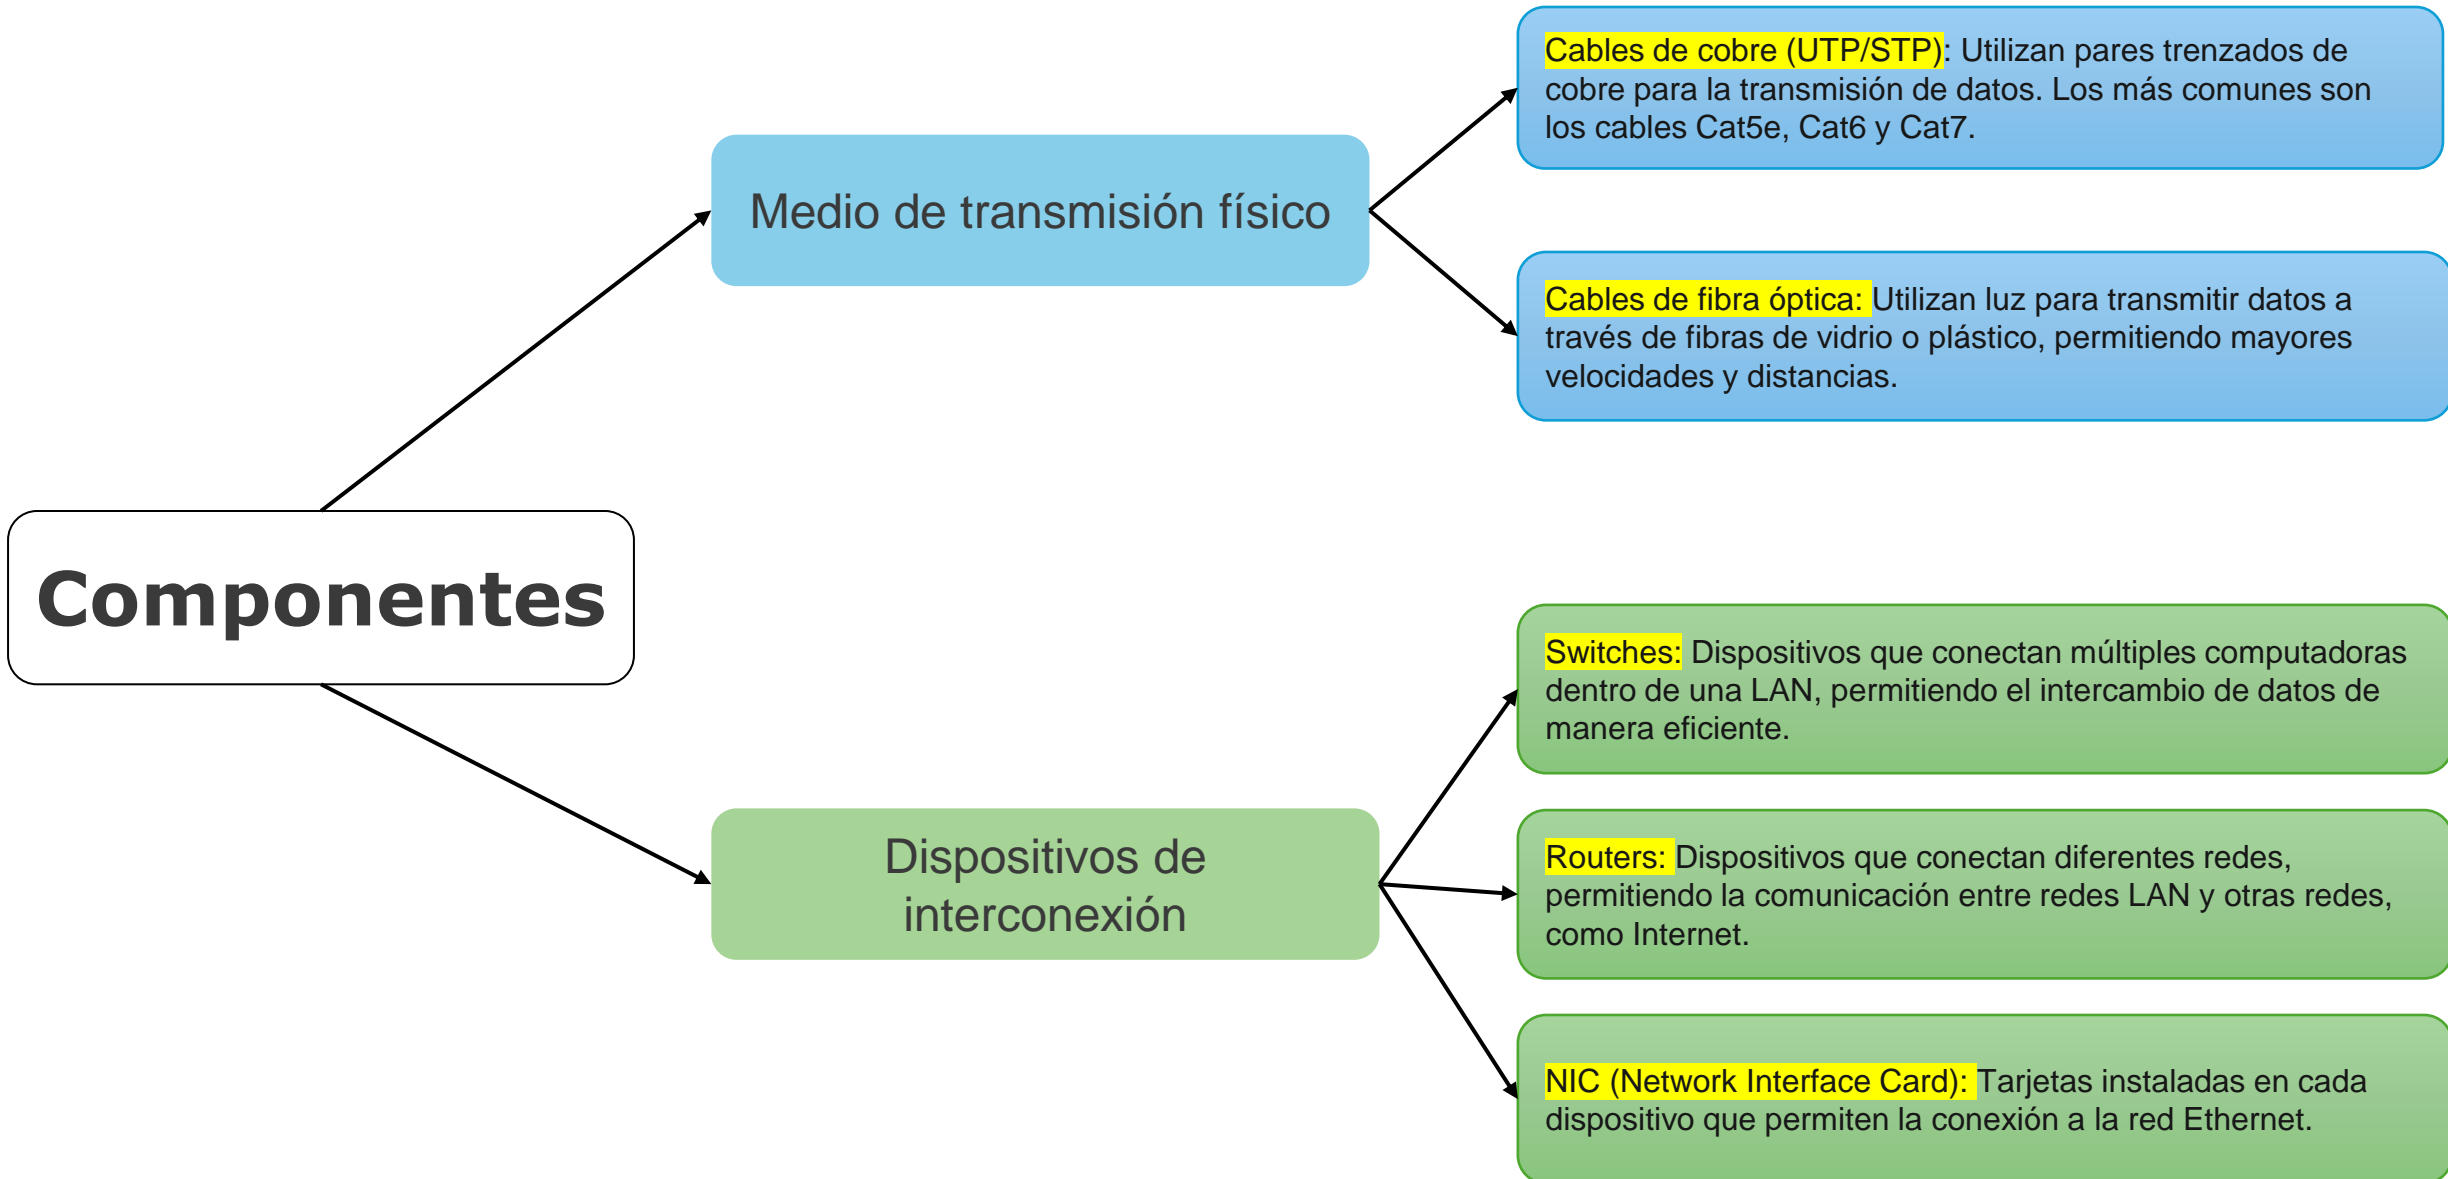 Cables de cobre (UTP/STP): Utilizan pares trenzados de
cobre para la transmisión de datos. Los más comunes son
los cables Cat5e, Cat6 y Cat7.
Medio de transmisión físico
Cables de fibra óptica: Utilizan luz para transmitir datos a
través de fibras de vidrio o plástico, permitiendo mayores
velocidades y distancias.
Componentes
Switches: Dispositivos que conectan múltiples computadoras
dentro de una LAN, permitiendo el intercambio de datos de
manera eficiente.
Dispositivos de
interconexión
Routers: Dispositivos que conectan diferentes redes,
permitiendo la comunicación entre redes LAN y otras redes,
como Internet.
NIC (Network Interface Card): Tarjetas instaladas en cada
dispositivo que permiten la conexión a la red Ethernet.